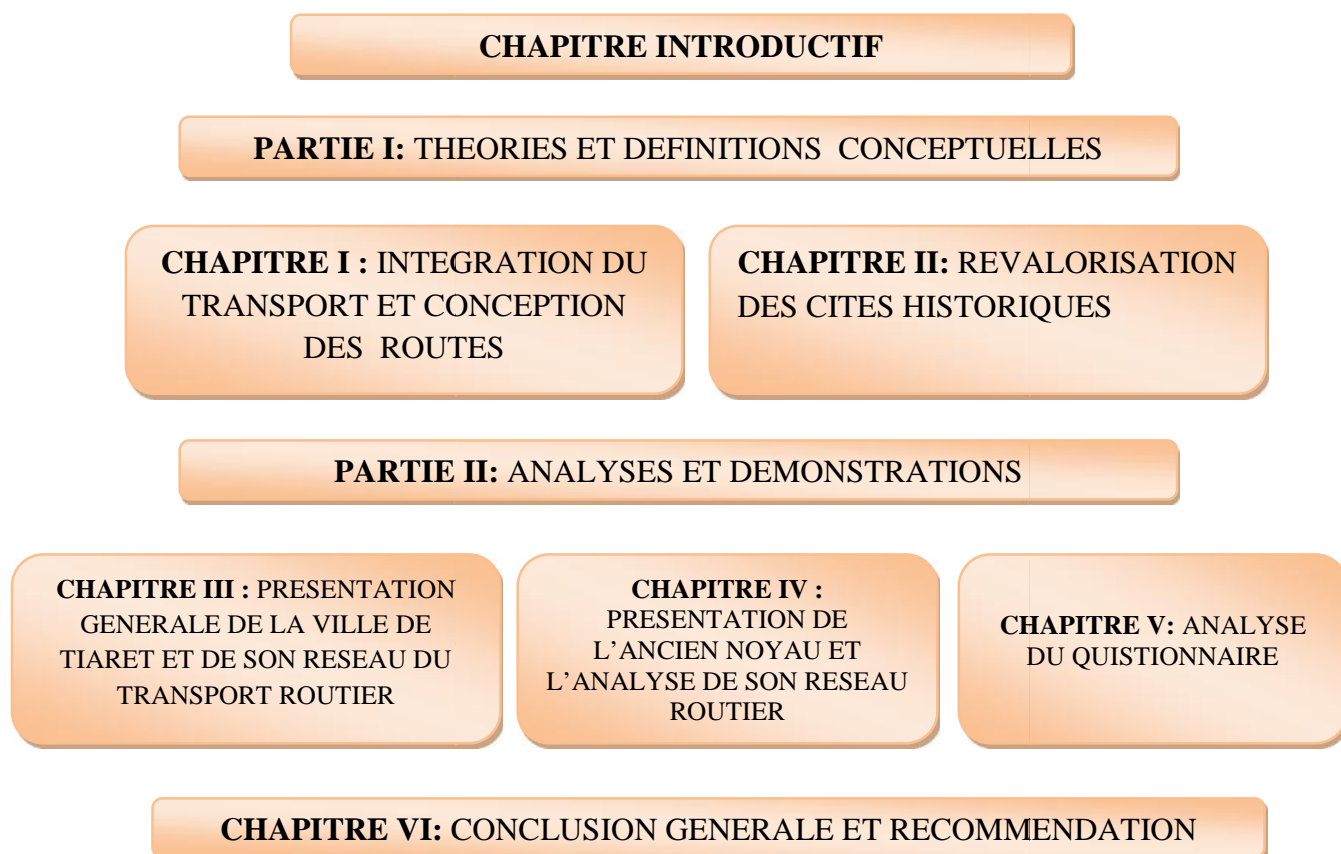 CHAPITRE INTRODUCTIF
PARTIE I: THEORIES ET DEFINITIONS CONCEPTUELLES
CHAPITRE I : INTEGRATION DU
TRANSPORT ET CONCEPTION
DES ROUTES
CHAPITRE II: REVALORISATION
DES CITES HISTORIQUES
PARTIE II: ANALYSES ET DEMONSTRATIONS
CHAPITRE III : PRESENTATION
GENERALE DE LA VILLE DE
TIARET ET DE SON RESEAU DU
TRANSPORT ROUTIER
CHAPITRE IV :
PRESENTATION DE
L’ANCIEN NOYAU ET
L’ANALYSE DE SON RESEAU
ROUTIER
CHAPITRE V: ANALYSE
DU QUISTIONNAIRE
CHAPITRE VI: CONCLUSION GENERALE ET RECOMMENDATION